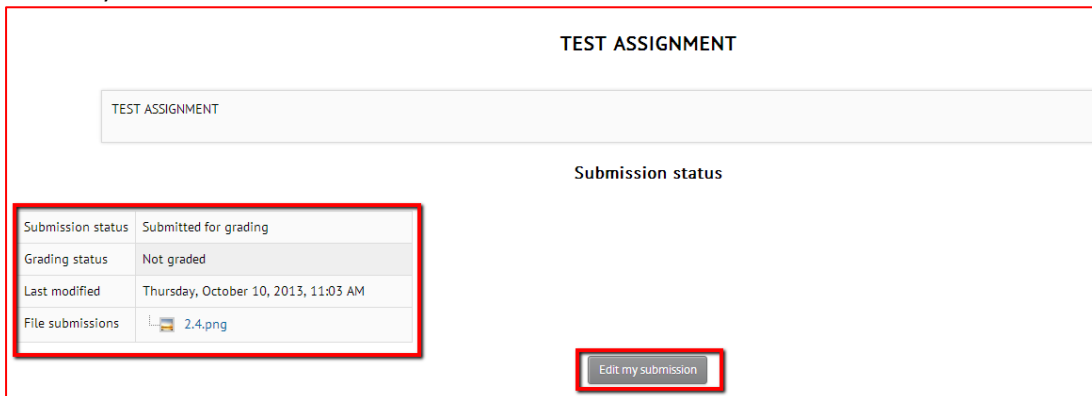 TEST ASSIGNMENT
TEST ASSIGNMENT
Submission status
Submission status Submitted for grading
Grading status Not graded
Last modified Thursday, October 10, 2013, 11:03 AM
File submissions 2.4.png
Edit my submission